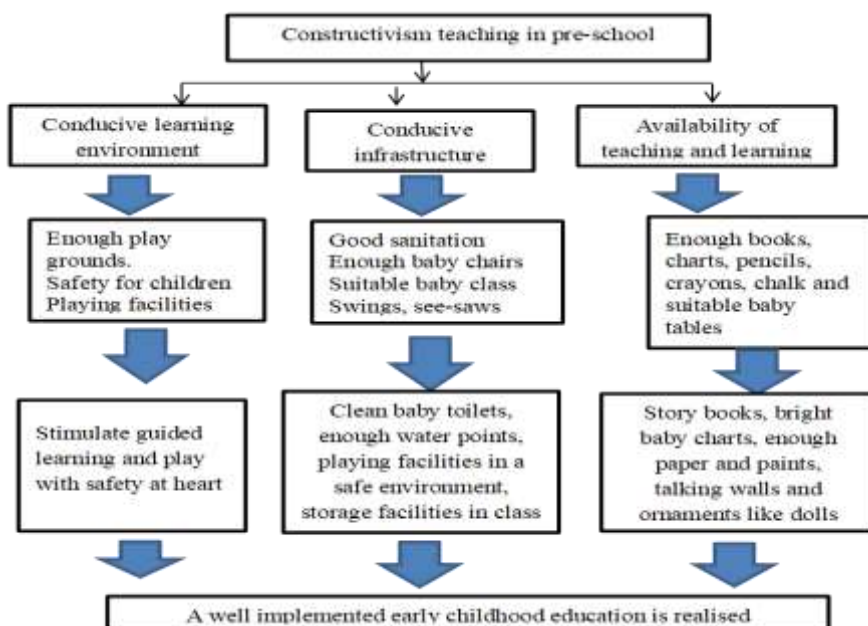 Constructivism teaching in pre-school
Conducive learning
environment
Conducive
infrastructure
Availability of
teaching and learning
Enough play
grounds.
Safety for children
Playing facilities
Good sanitation
Enough baby chairs
Suitable baby class
Swings, see-saws
Enough books,
charts, pencils,
crayons, chalk and
suitable baby
tables
Stimulate guided
learning and play
with safety at heart
Clean baby toilets,
enough water points,
playing facilities in a
safe environment,
storage facilities in class
Story books, bright
baby charts, enough
paper and paints,
talking walls and
ornaments like dolls
A well implemented early childhood education is realised